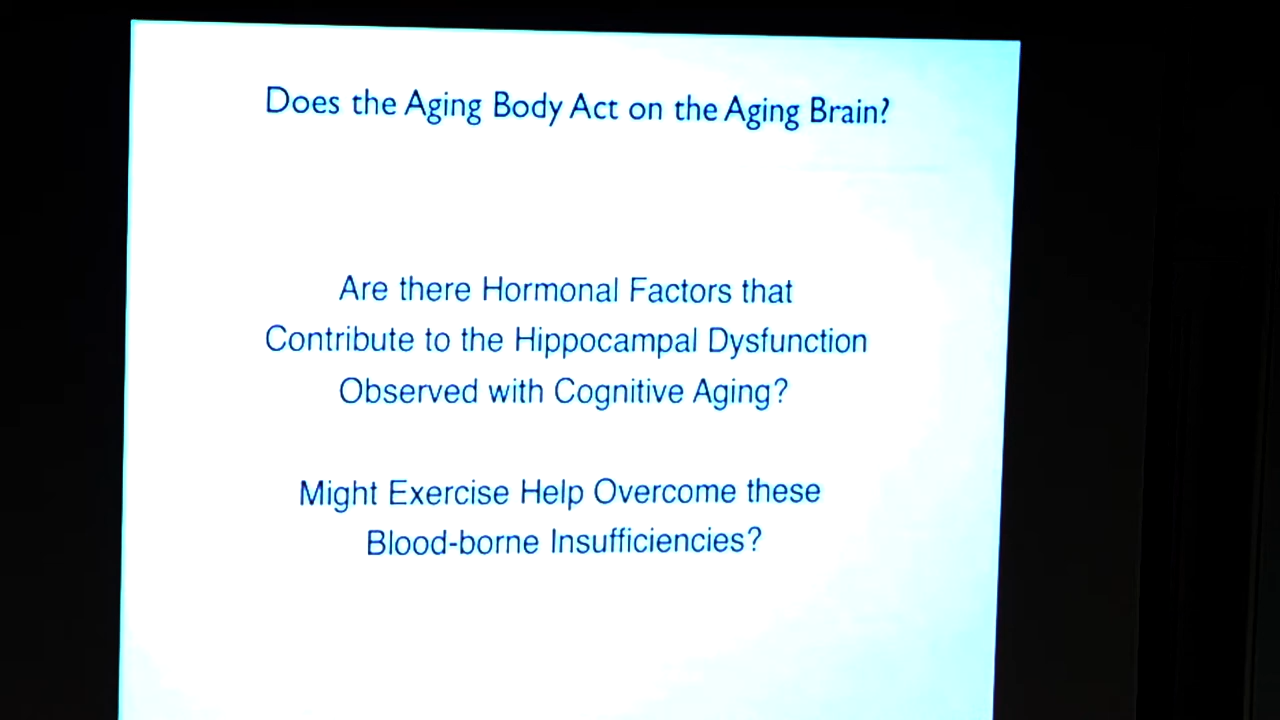 Does the Aging Body Act on the Aging Brain?
Are there Hormonal Factors that
Contribute to the Hippocampal Dysfunction
Observed with Cognitive Aging?
Might Exercise Help Overcome these
Blood-borne Insufficiencies?